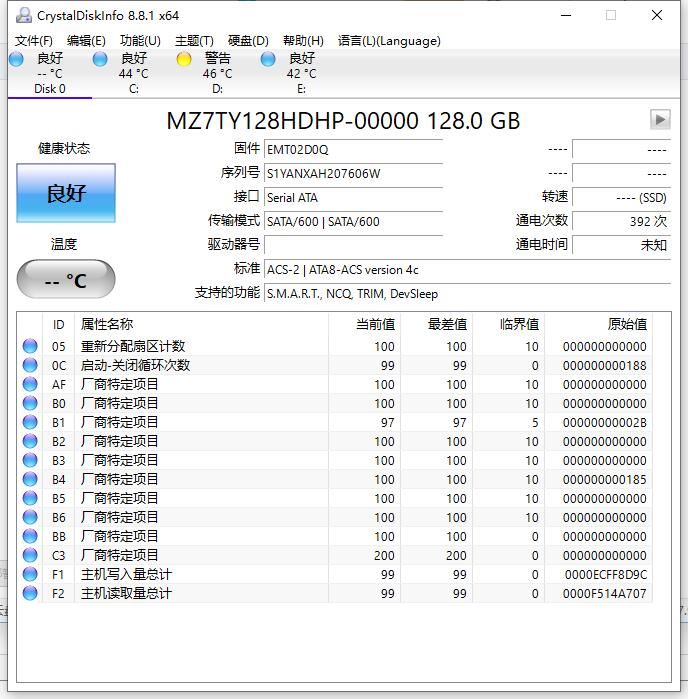 CrystalDiskInfo 8.8.1 x64
文件(F) 编辑(E) 功能(U) 主题(T) 硬盘(D) 帮助(H) 语言(L)(Language)
良好 良好 警告 良好
-- °C 44 °C 46 °C 42 °C
Disk 0 C: D: E:
MZ7TY128HDHP-00000 128.0 GB
健康状态 固件 EMT02D0Q ---- ----
良好 序列号 S1YANXAH207606W ---- ----
接口 Serial ATA 转速 ---- (SSD)
传输模式 SATA/600 | SATA/600 通电次数 392 次
温度 驱动器号 通电时间 未知
-- °C 标准 ACS-2 | ATA8-ACS version 4c
支持的功能 S.M.A.R.T., NCQ, TRIM, DevSleep
ID 属性名称 当前值 最差值 临界值 原始值
05 重新分配扇区计数 100 100 10 000000000000
0C 启动-关闭循环次数 99 99 0 000000000188
AF 厂商特定项目 100 100 10 000000000000
B0 厂商特定项目 100 100 10 000000000000
B1 厂商特定项目 97 97 5 00000000002B
B2 厂商特定项目 100 100 10 000000000000
B3 厂商特定项目 100 100 10 000000000000
B4 厂商特定项目 100 100 10 000000000185
B5 厂商特定项目 100 100 10 000000000000
B6 厂商特定项目 100 100 10 000000000000
BB 厂商特定项目 100 100 0 000000000000
C3 厂商特定项目 200 200 0 000000000000
F1 主机写入量总计 99 99 0 0000ECFF8D9C
F2 主机读取量总计 99 99 0 0000F514A707